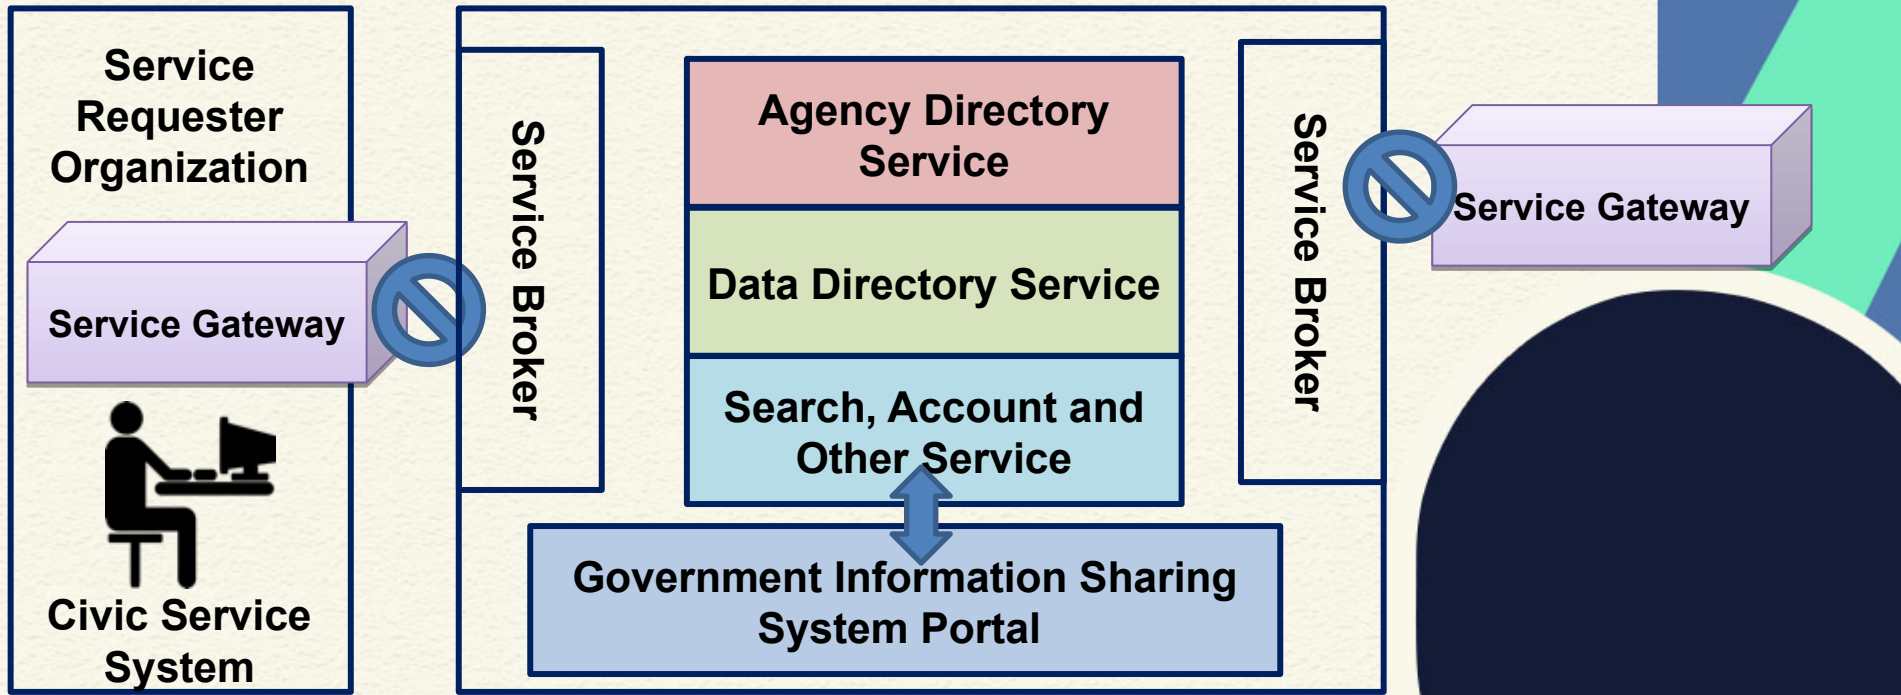 Service
Requester
Organization
Service Gateway
Civic Service
System
Service Broker
Agency Directory
Service
Data Directory Service
Search, Account and
Other Service
Government Information Sharing
System Portal
Service Broker
Service Gateway